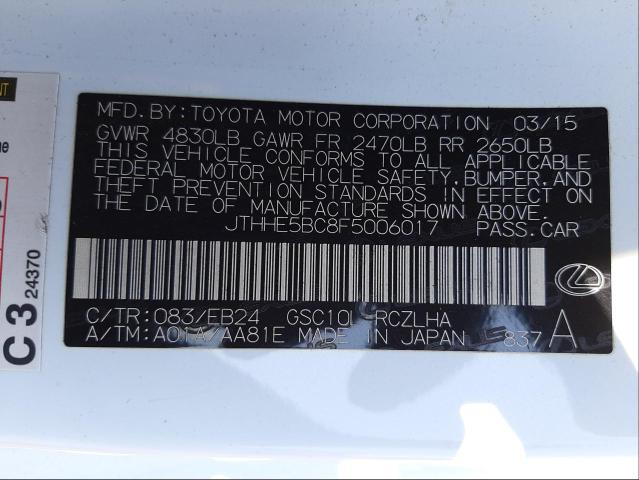 MFD. BY: TOYOTA MOTOR CORPORATION 03/15
GVWR 4830LB GAWR FR 2470LB RR 2650LB
THIS VEHICLE CONFORMS TO ALL APPLICABLE
FEDERAL MOTOR VEHICLE SAFETY, BUMPER, AND
THEFT PREVENTION STANDARDS IN EFFECT ON
THE DATE OF MANUFACTURE SHOWN ABOVE.
JTHHE5BC8F5006017 PASS.CAR
C/TR: 083/EB24 GSC10L RCZLHA
A/TM: A01A/AA81E MADE IN JAPAN 837 A
C3 24370